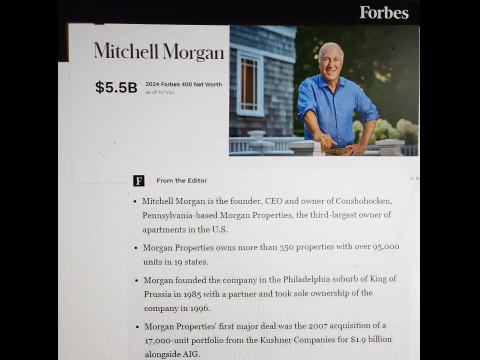 Forbes
Mitchell Morgan
$5.5B
2024 Forbes 400 Net Worth
as of 10/1/24
F
From the Editor
• Mitchell Morgan is the founder, CEO and owner of Conshohocken,
Pennsylvania-based Morgan Properties, the third-largest owner of
apartments in the U.S.
• Morgan Properties owns more than 350 properties with over 95,000
units in 19 states.
• Morgan founded the company in the Philadelphia suburb of King of
Prussia in 1985 with a partner and took sole ownership of the
company in 1996.
• Morgan Properties' first major deal was the 2007 acquisition of a
17,000-unit portfolio from the Kushner Companies for $1.9 billion
alongside AIG.